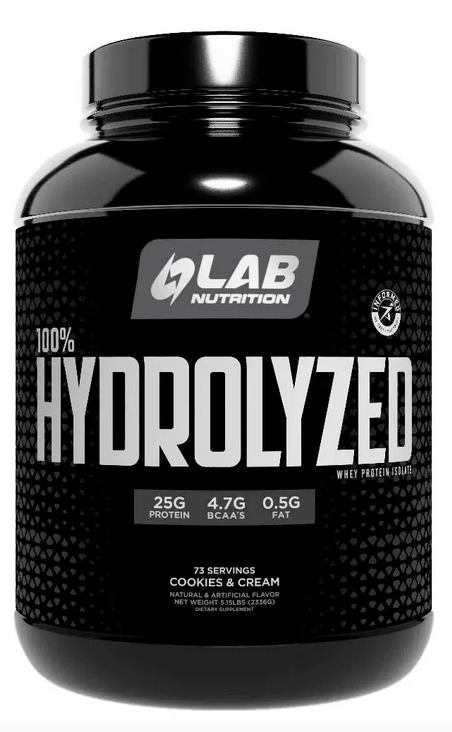 LAB
NUTRITION
INFORMED
100%
HYDROLYZED
WHEY PROTEIN ISOLATE
25G 4.7G 0.5G
PROTEIN BCAA'S FAT
73 SERVINGS
COOKIES & CREAM
NATURAL & ARTIFICIAL FLAVOR
NET WEIGHT 5.15LBS (2336G)
DIETARY SUPPLEMENT